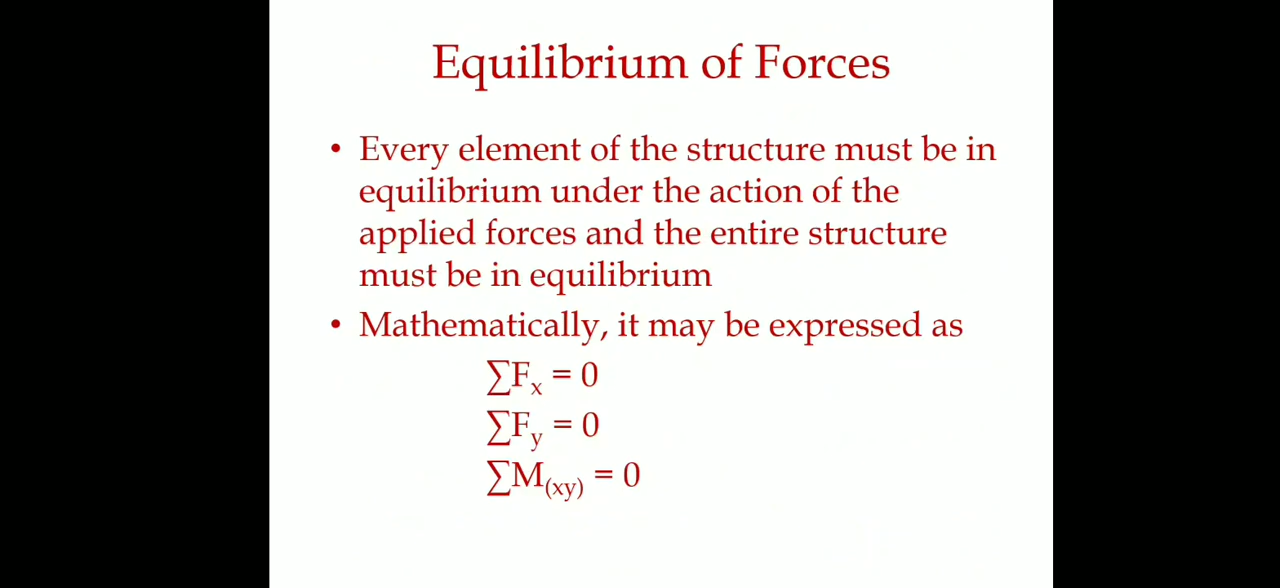 Equilibrium of Forces
• Every element of the structure must be in
equilibrium under the action of the
applied forces and the entire structure
must be in equilibrium
• Mathematically, it may be expressed as
∑Fx = 0
∑Fy = 0
∑M(xy) = 0